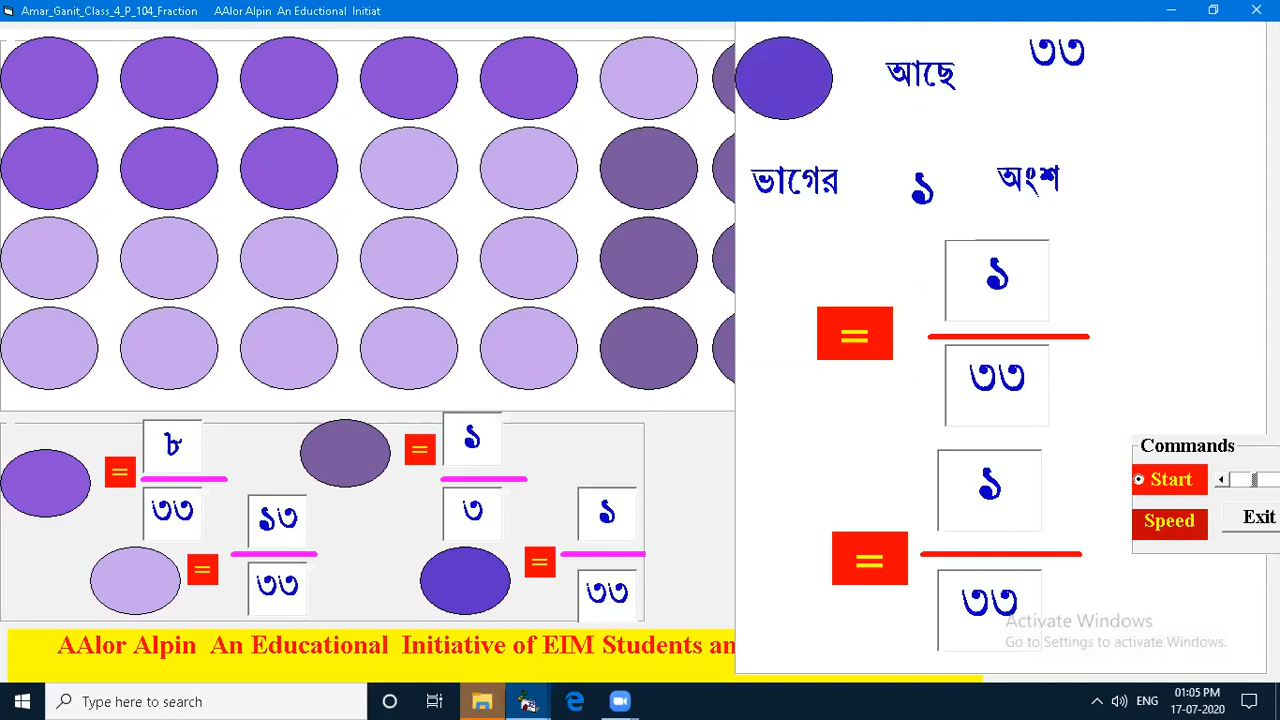 Amar_Ganit_Class_4_P_104_Fraction AAlor Alpin An Eductional Initiat
আছে ৩৩
ভাগের ১ অংশ
১
=
৩৩
১
=
৩৩
৮
=
৩৩
১
=
৩
১৩
=
৩৩
১
=
৩৩
Commands
Start
Speed
Exit
AAlor Alpin An Educational Initiative of EIM Students an
Activate Windows
Go to Settings to activate Windows.
Type here to search
ENG
01:05 PM
17-07-2020